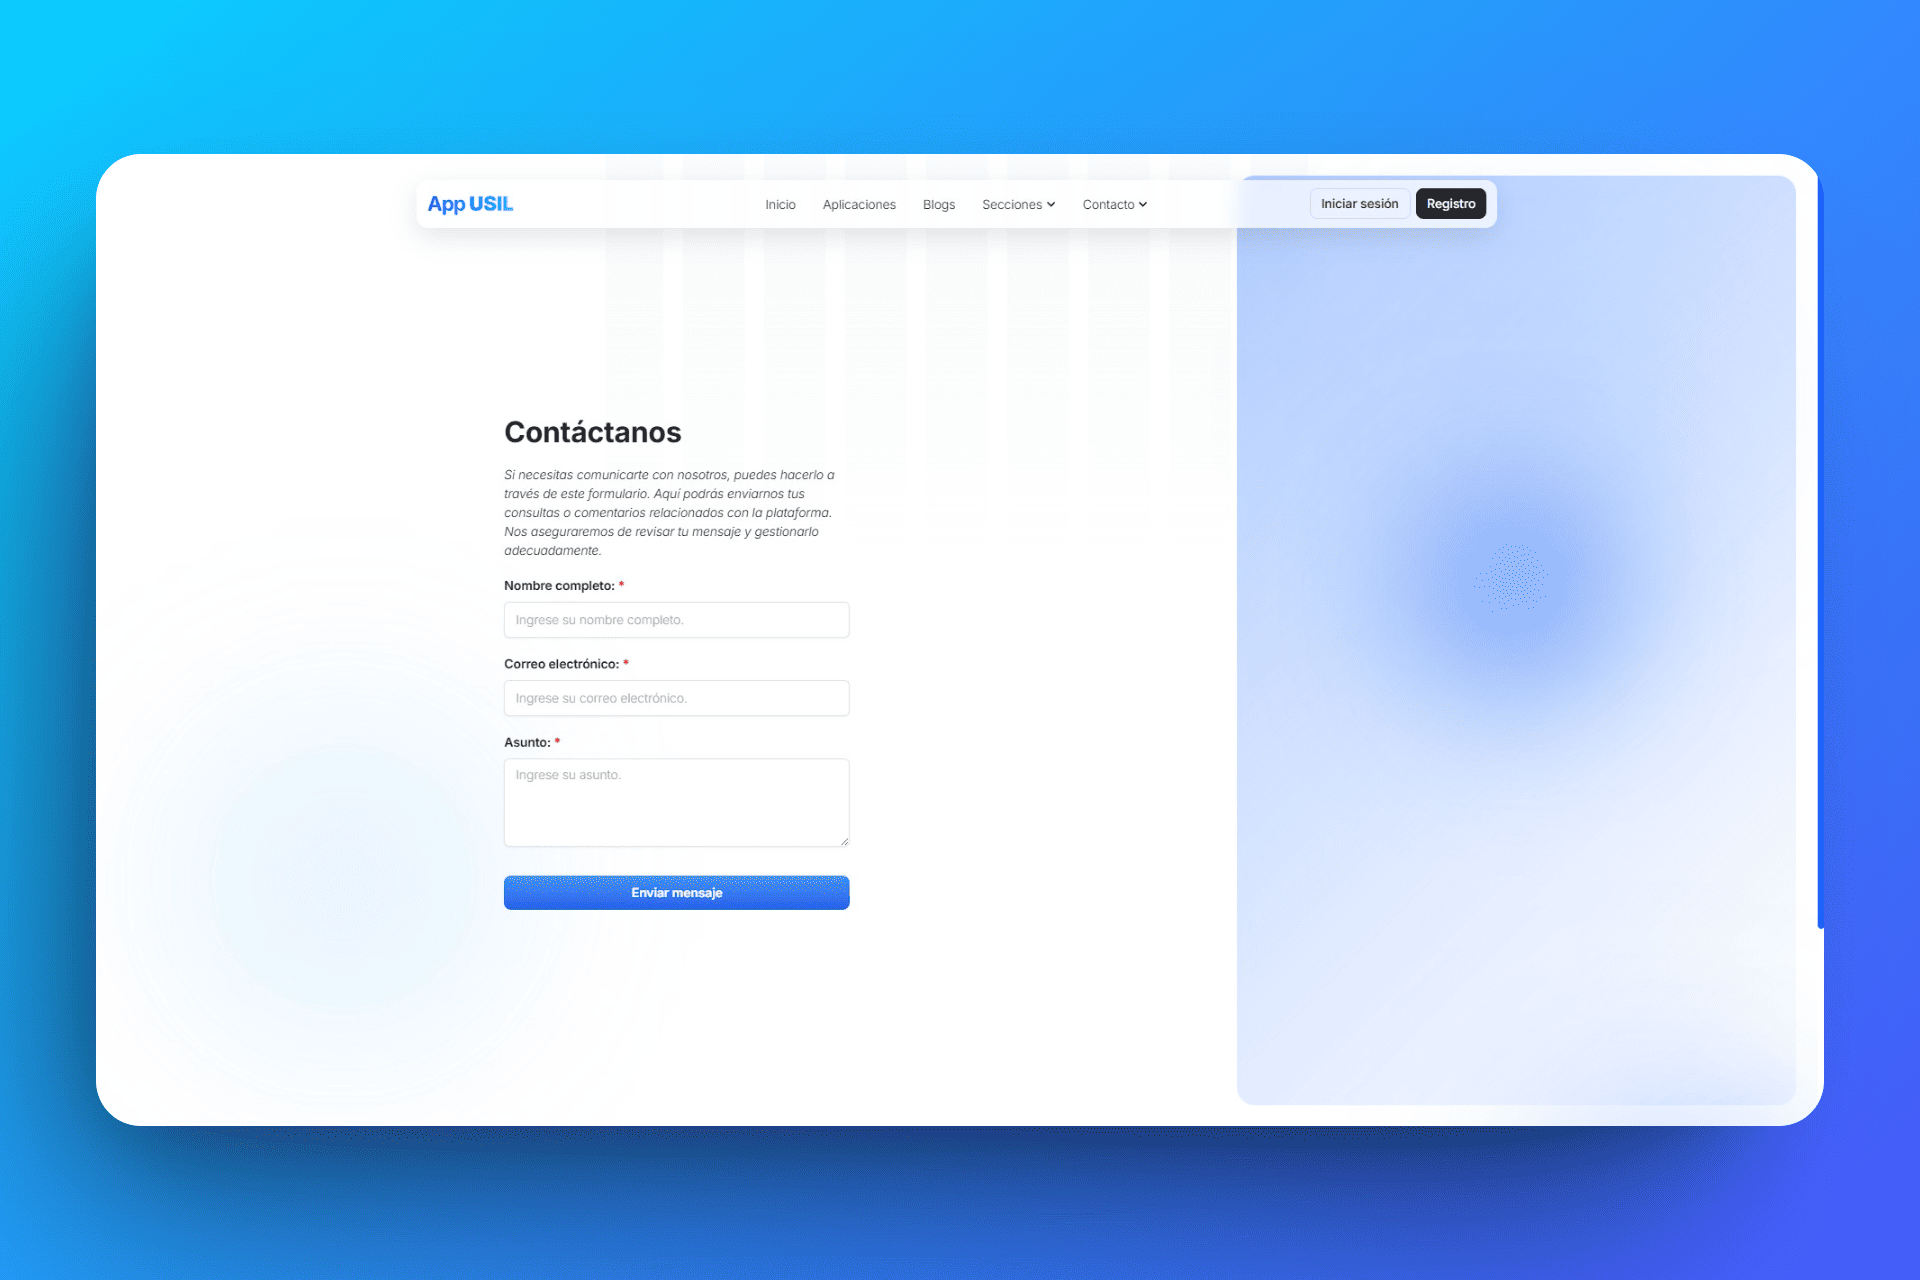 App USIL
Inicio
Aplicaciones
Blogs
Secciones
Contacto
Iniciar sesión
Registro
Contáctanos
Si necesitas comunicarte con nosotros, puedes hacerlo a
través de este formulario. Aquí podrás enviarnos tus
consultas o comentarios relacionados con la plataforma.
Nos aseguraremos de revisar tu mensaje y gestionarlo
adecuadamente.
Nombre completo: *
Ingrese su nombre completo.
Correo electrónico: *
Ingrese su correo electrónico.
Asunto: *
Ingrese su asunto.
Enviar mensaje